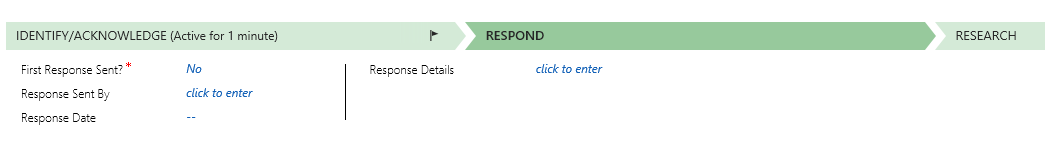 IDENTIFY/ACKNOWLEDGE (Active for 1 minute) RESPOND RESEARCH
First Response Sent? * No Response Details click to enter
Response Sent By click to enter
Response Date --